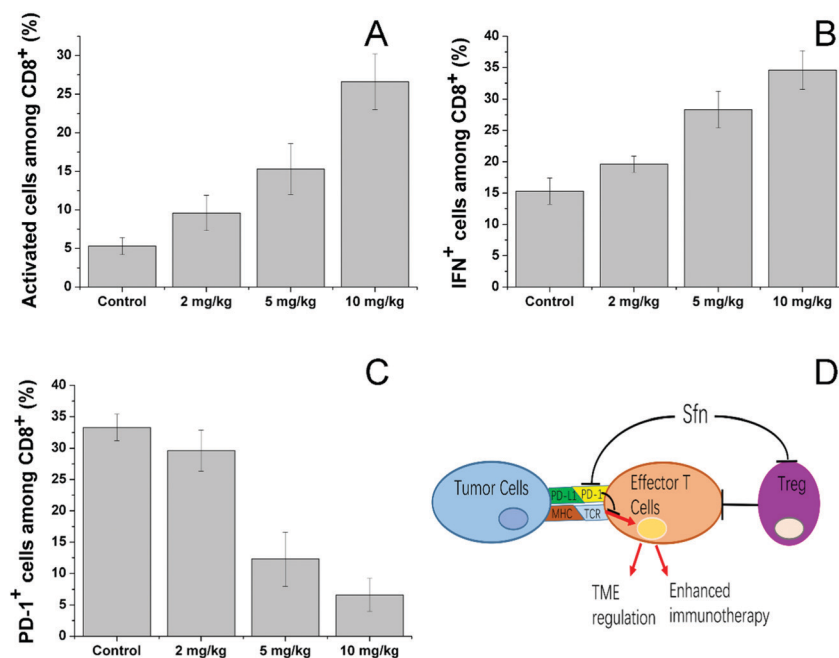 A
Activated cells among CD8⁺ (%)
30
25
20
15
10
5
0
Control 2 mg/kg 5 mg/kg 10 mg/kg
B
IFN⁺ cells among CD8⁺ (%)
40
35
30
25
20
15
10
5
0
Control 2 mg/kg 5 mg/kg 10 mg/kg
C
PD-1⁺ cells among CD8⁺ (%)
40
35
30
25
20
15
10
5
0
Control 2 mg/kg 5 mg/kg 10 mg/kg
D
Sfn
Tumor Cells
PD-L1 PD-1
MHC TCR
Effector T
Cells
Treg
TME
regulation
Enhanced
immunotherapy